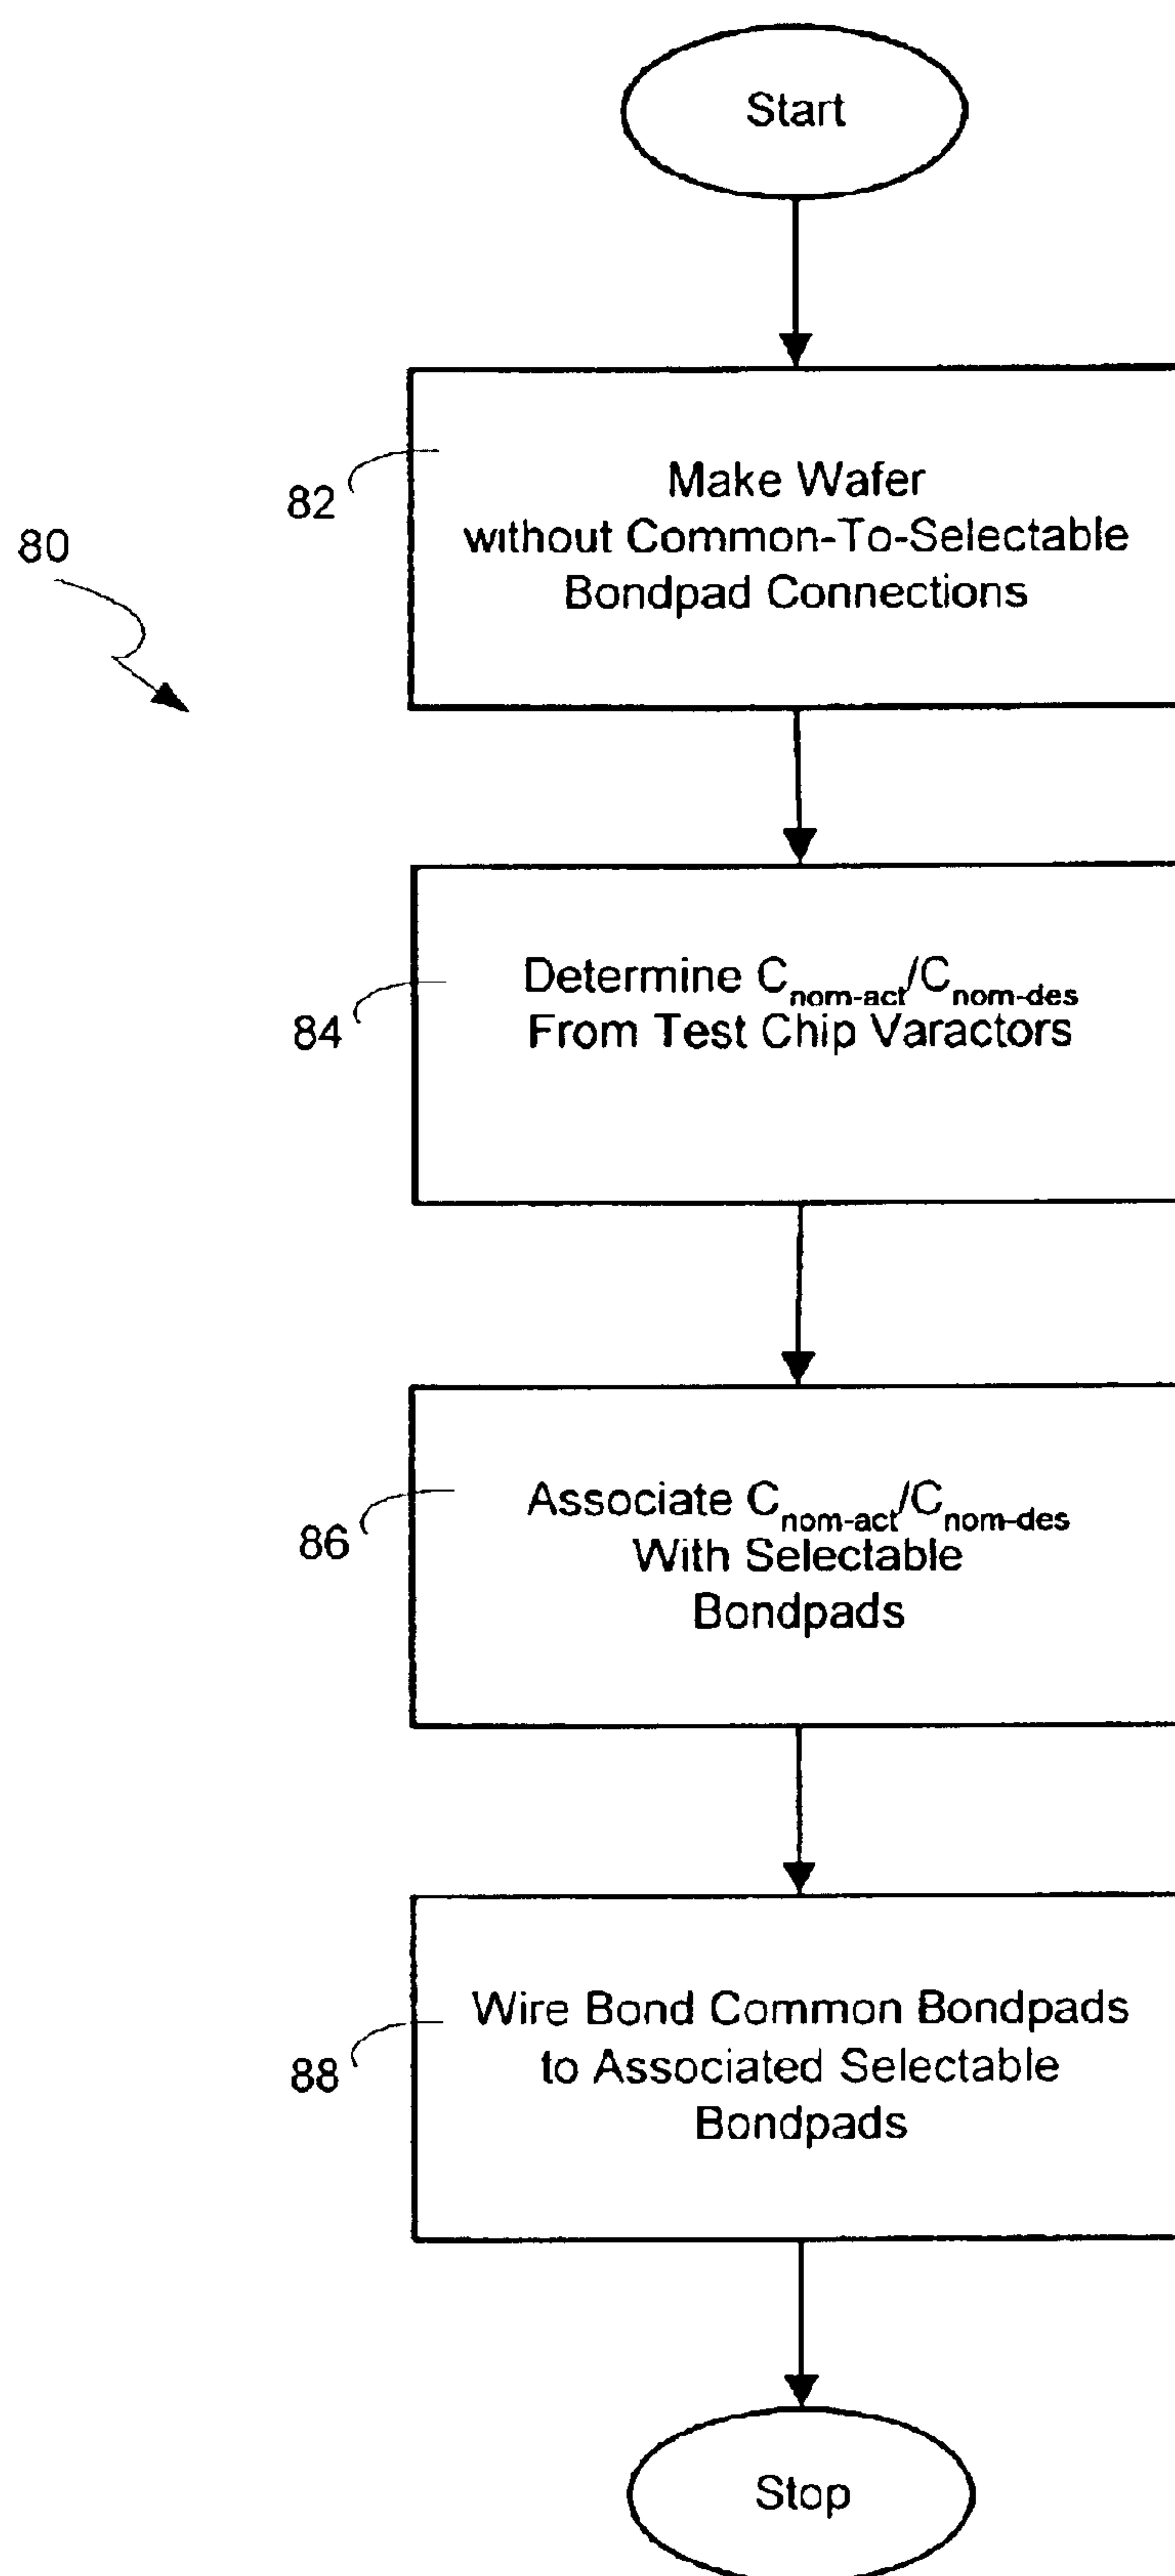 Start
82
Make Wafer
without Common-To-Selectable
Bondpad Connections
80
84
Determine Cnom-act/Cnom-des
From Test Chip Varactors
86
Associate Cnom-act/Cnom-des
With Selectable
Bondpads
88
Wire Bond Common Bondpads
to Associated Selectable
Bondpads
Stop